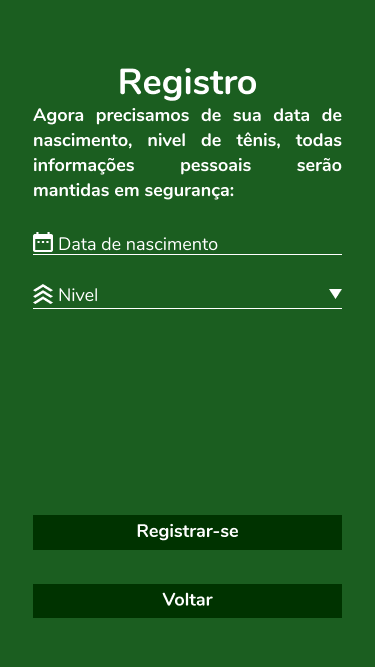 Registro
Agora precisamos de sua data de
nascimento, nivel de tênis, todas
informações pessoais serão
mantidas em segurança:
Data de nascimento
Nivel
Registrar-se
Voltar